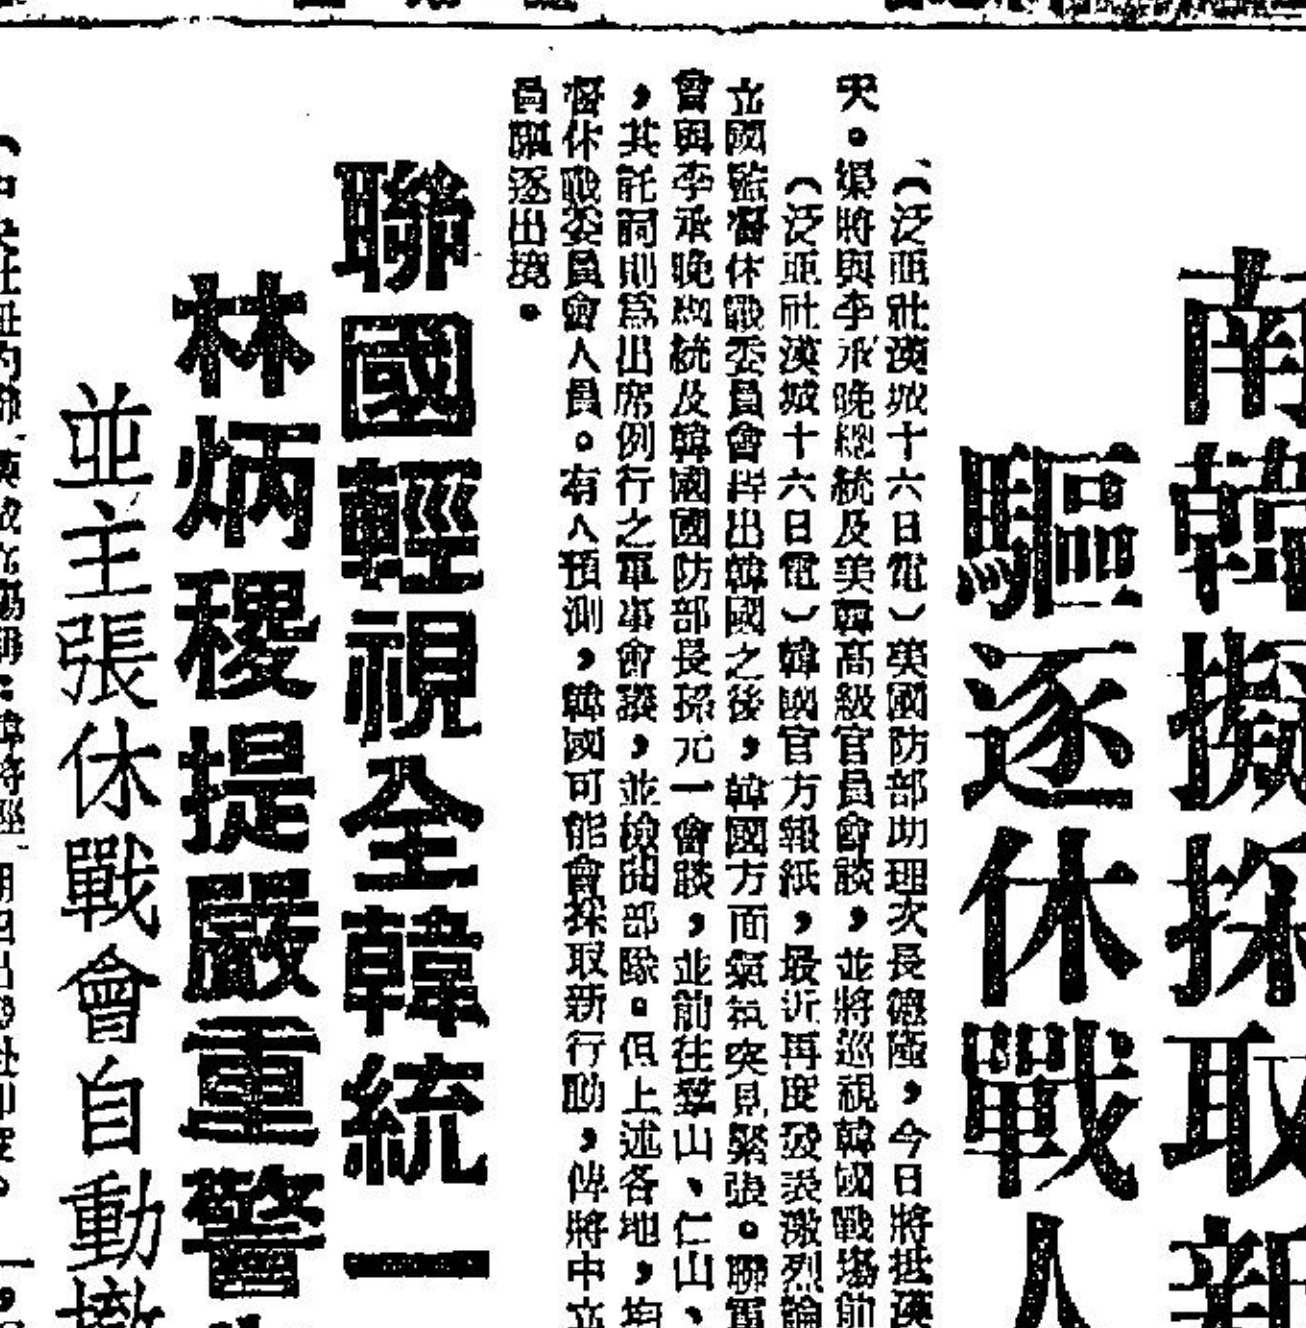 南韓擬採取新
驅逐休戰人
(泛亞社漢城十六日電)美國防部助理次長德隆,今日將抵漢
渠將與李承晚總統及美韓高級官員會談,並將巡視韓國戰場前
(泛亞社漢城十六日電)韓國官方報紙,最近再度發表激烈論
立國監督休戰委員會撵出韓國之後,韓國方面氣氛突見緊張。聯軍
會與李承晚總統及韓國國防部長孫元一會談,並前往羣山、仁山、
,其託詞則為出席例行之軍事會議,並檢閱部隊。但上述各地,均
督休戰委員會人員。有人預測,韓國可能會採取新行動,俾將中立
員驅逐出境。
聯國輕視全韓統一
林炳稷提嚴重警
並主張休戰會自動撤